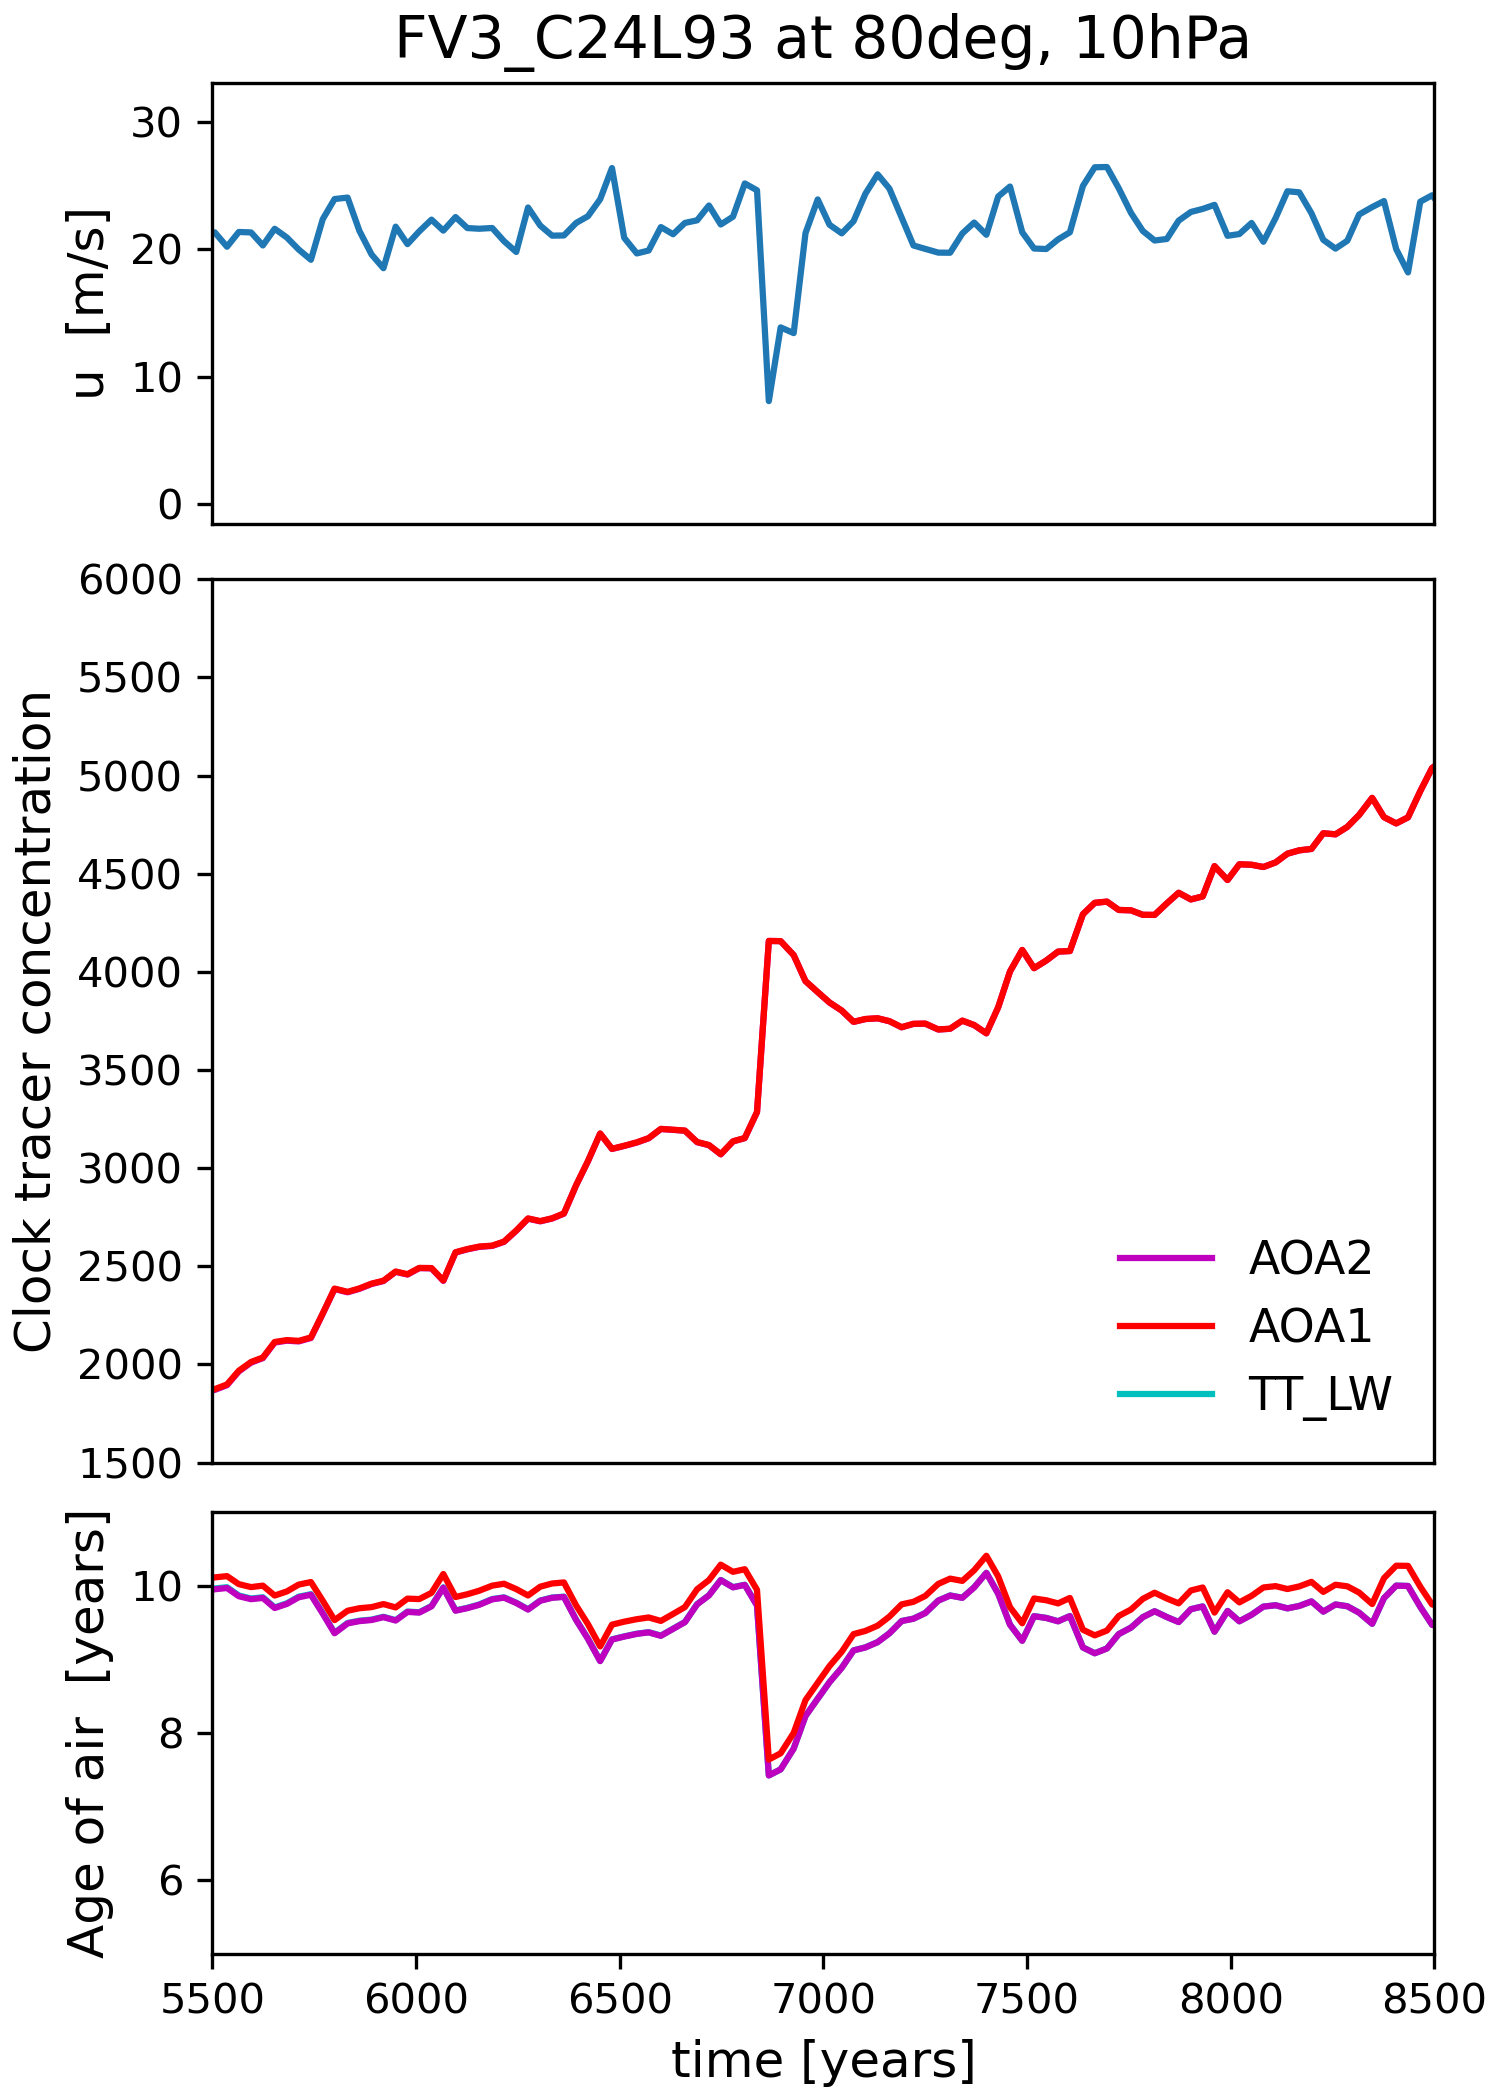 FV3_C24L93 at 80deg, 10hPa
u [m/s]
30
20
10
0
Clock tracer concentration
6000
5500
5000
4500
4000
3500
3000
2500
2000
1500
AOA2
AOA1
TT_LW
Age of air [years]
10
8
6
5500 6000 6500 7000 7500 8000 8500
time [years]